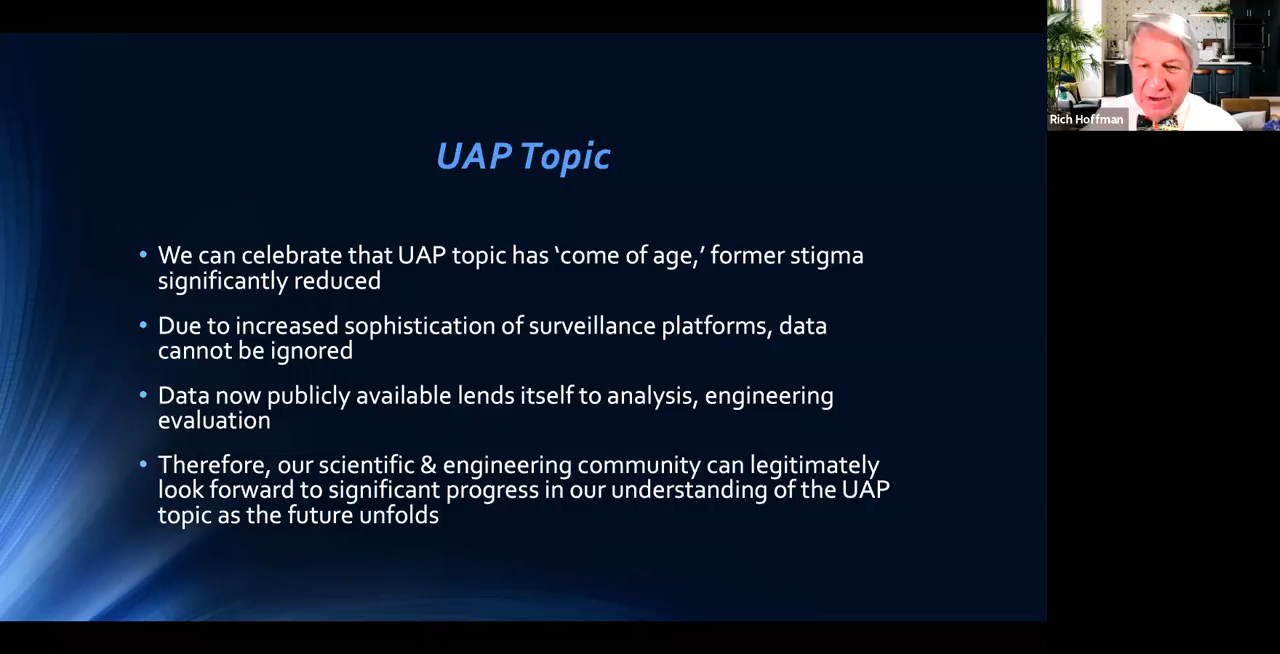 UAP Topic
• We can celebrate that UAP topic has ‘come of age,’ former stigma
significantly reduced
• Due to increased sophistication of surveillance platforms, data
cannot be ignored
• Data now publicly available lends itself to analysis, engineering
evaluation
• Therefore, our scientific & engineering community can legitimately
look forward to significant progress in our understanding of the UAP
topic as the future unfolds
Rich Hoffman